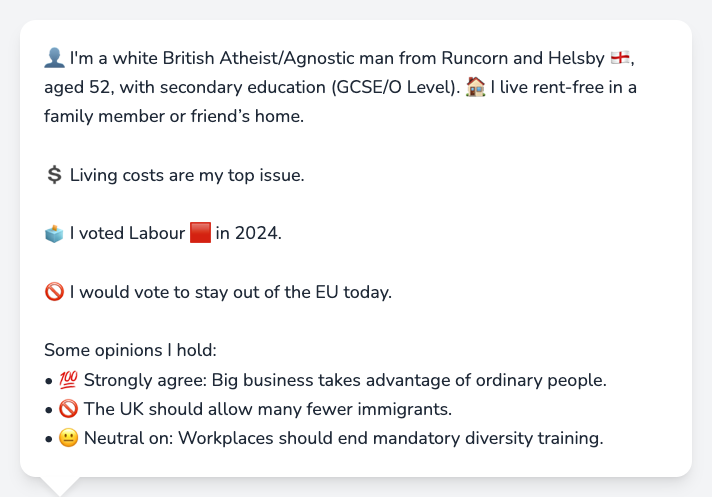 👤 I'm a white British Atheist/Agnostic man from Runcorn and Helsby 🏴󠁧󠁢󠁥󠁮󠁧󠁿,
aged 52, with secondary education (GCSE/O Level). 🏠 I live rent-free in a
family member or friend’s home.
💲 Living costs are my top issue.
🗳️ I voted Labour 🟥 in 2024.
🚫 I would vote to stay out of the EU today.
Some opinions I hold:
• 💯 Strongly agree: Big business takes advantage of ordinary people.
• 🚫 The UK should allow many fewer immigrants.
• 😐 Neutral on: Workplaces should end mandatory diversity training.